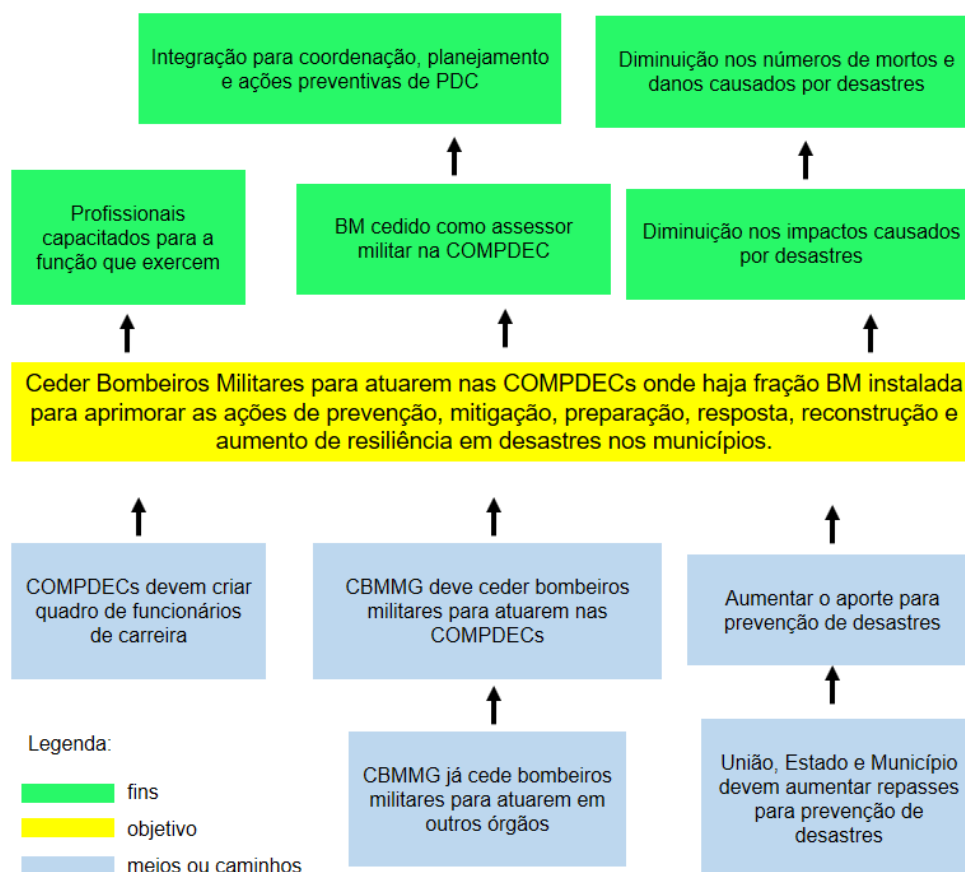 Integração para coordenação, planejamento
e ações preventivas de PDC
Diminuição nos números de mortos e
danos causados por desastres
Profissionais
capacitados para a
função que exercem
BM cedido como assessor
militar na COMPDEC
Diminuição nos impactos causados
por desastres
Ceder Bombeiros Militares para atuarem nas COMPDECs onde haja fração BM instalada
para aprimorar as ações de prevenção, mitigação, preparação, resposta, reconstrução e
aumento de resiliência em desastres nos municípios.
COMPDECs devem criar
quadro de funcionários
de carreira
CBMMG deve ceder bombeiros
militares para atuarem nas
COMPDECs
Aumentar o aporte para
prevenção de desastres
CBMMG já cede bombeiros
militares para atuarem em
outros órgãos
União, Estado e Município
devem aumentar repasses
para prevenção de
desastres
Legenda:
fins
objetivo
meios ou caminhos